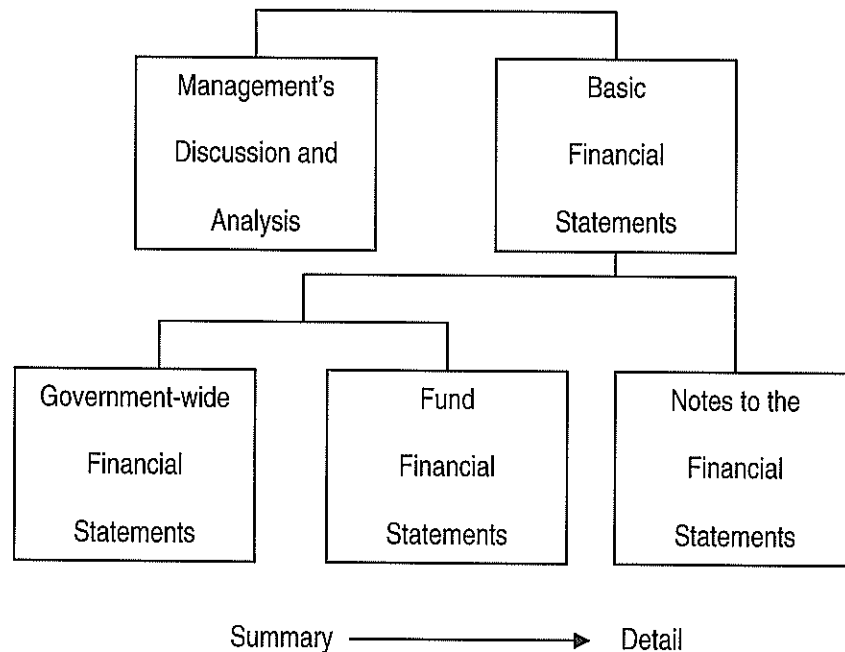 Management's
Discussion and
Analysis
Basic
Financial
Statements
Government-wide
Financial
Statements
Fund
Financial
Statements
Notes to the
Financial
Statements
Summary
Detail